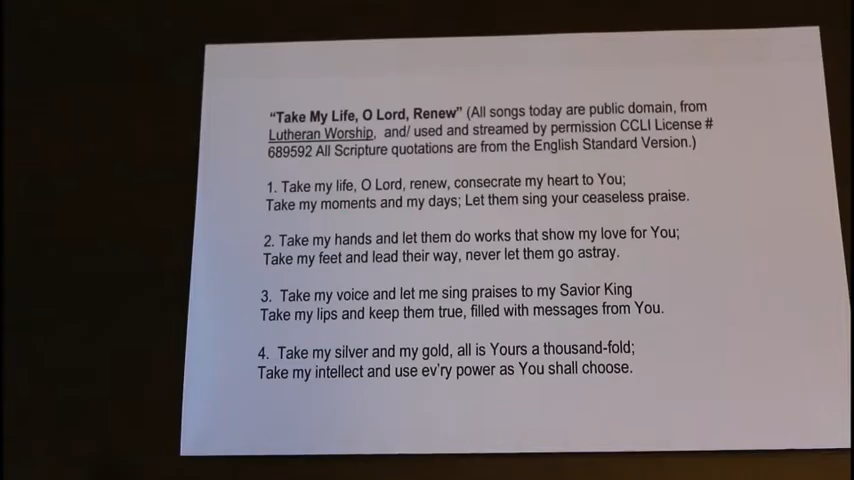 “Take My Life, O Lord, Renew” (All songs today are public domain, from
Lutheran Worship, and/ used and streamed by permission CCLI License #
689592 All Scripture quotations are from the English Standard Version.)
1. Take my life, O Lord, renew, consecrate my heart to You;
Take my moments and my days; Let them sing your ceaseless praise.
2. Take my hands and let them do works that show my love for You;
Take my feet and lead their way, never let them go astray.
3. Take my voice and let me sing praises to my Savior King
Take my lips and keep them true, filled with messages from You.
4. Take my silver and my gold, all is Yours a thousand-fold;
Take my intellect and use ev'ry power as You shall choose.